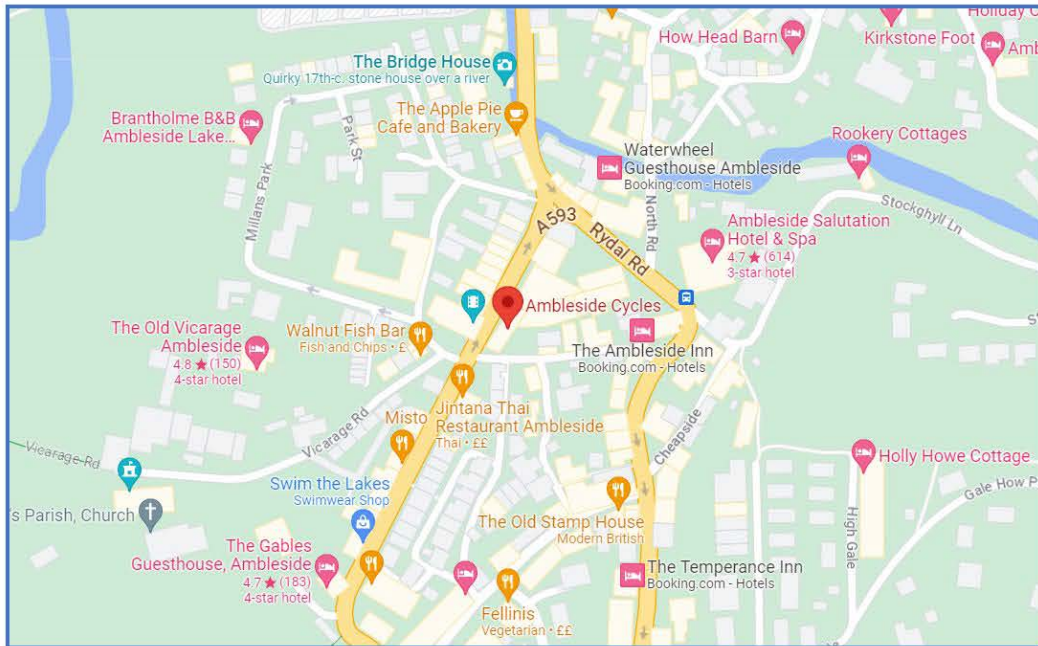 Holiday C
How Head Barn
Kirkstone Foot
Amb
The Bridge House
Quirky 17th-c. stone house over a river
The Apple Pie
Cafe and Bakery
Brantholme B&B
Ambleside Lake...
Park St
Waterwheel
Guesthouse Ambleside
Booking.com - Hotels
Rookery Cottages
Millans Park
A593
Rydal Rd
North Rd
Ambleside Salutation
Hotel & Spa
4.7 ★ (614)
3-star hotel
Stockghyll Ln
Ambleside Cycles
The Old Vicarage
Ambleside
4.8 ★ (150)
4-star hotel
Walnut Fish Bar
Fish and Chips • £
The Ambleside Inn
Booking.com - Hotels
S
Misto
Jintana Thai
Restaurant Ambleside
Thai • ££
Vicarage Rd
Vicarage Rd
Cheapside
Holly Howe Cottage
Swim the Lakes
Swimwear Shop
Gale How P
's Parish, Church
The Old Stamp House
Modern British
High Gale
The Gables
Guesthouse, Ambleside
4.7 ★ (183)
4-star hotel
The Temperance Inn
Booking.com - Hotels
Fellinis
Vegetarian • ££